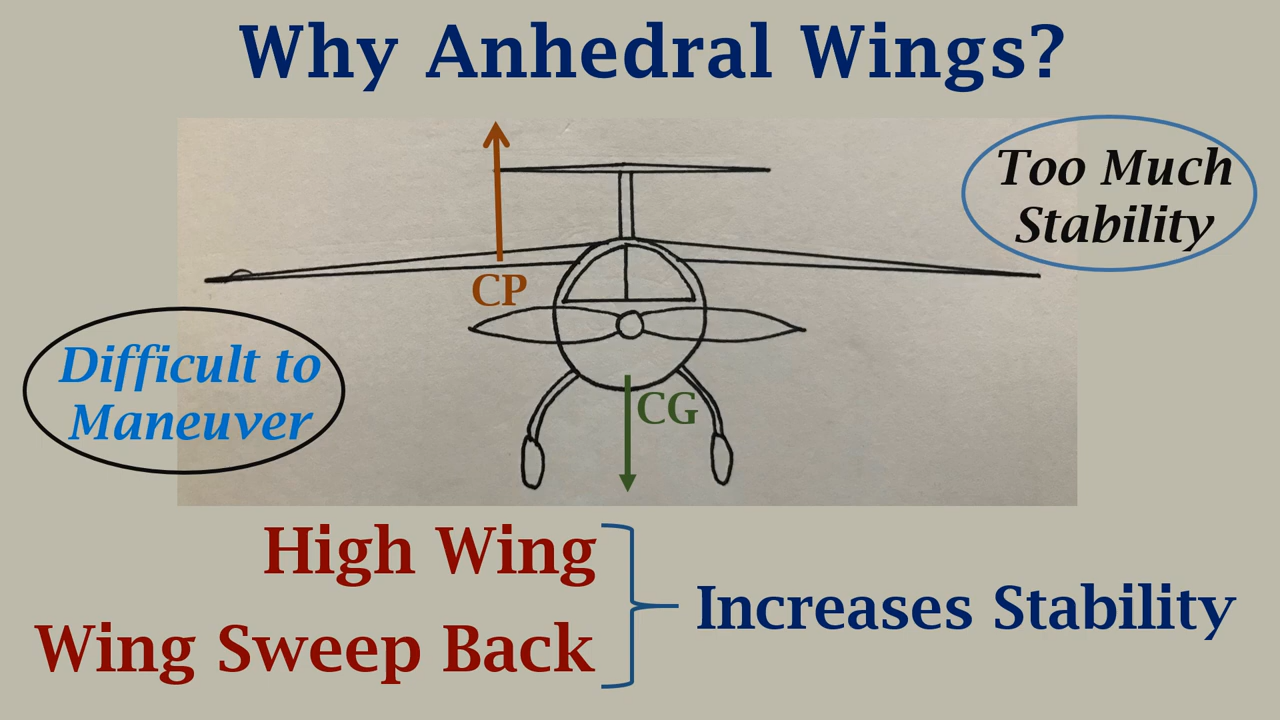 Why Anhedral Wings?
Too Much
Stability
CP
Difficult to
Maneuver
CG
High Wing
Wing Sweep Back
Increases Stability